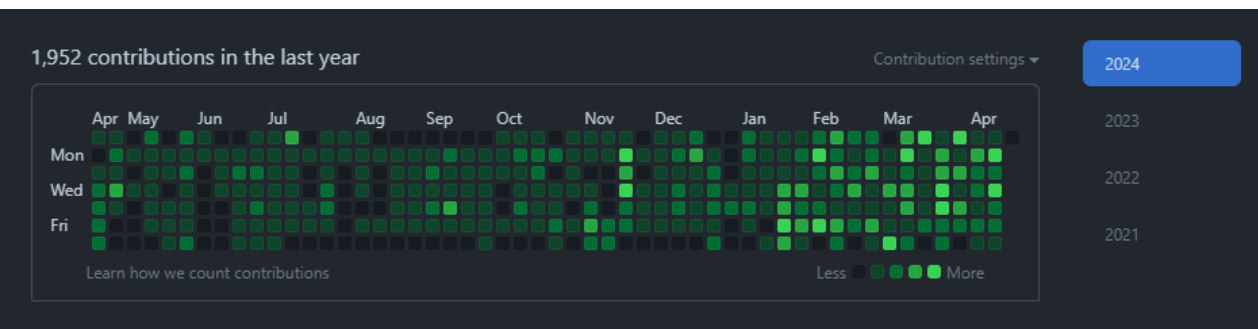 1,952 contributions in the last year
Contribution settings
2024
2023
2022
2021
Apr May Jun Jul Aug Sep Oct Nov Dec Jan Feb Mar Apr
Mon
Wed
Fri
Learn how we count contributions
Less More